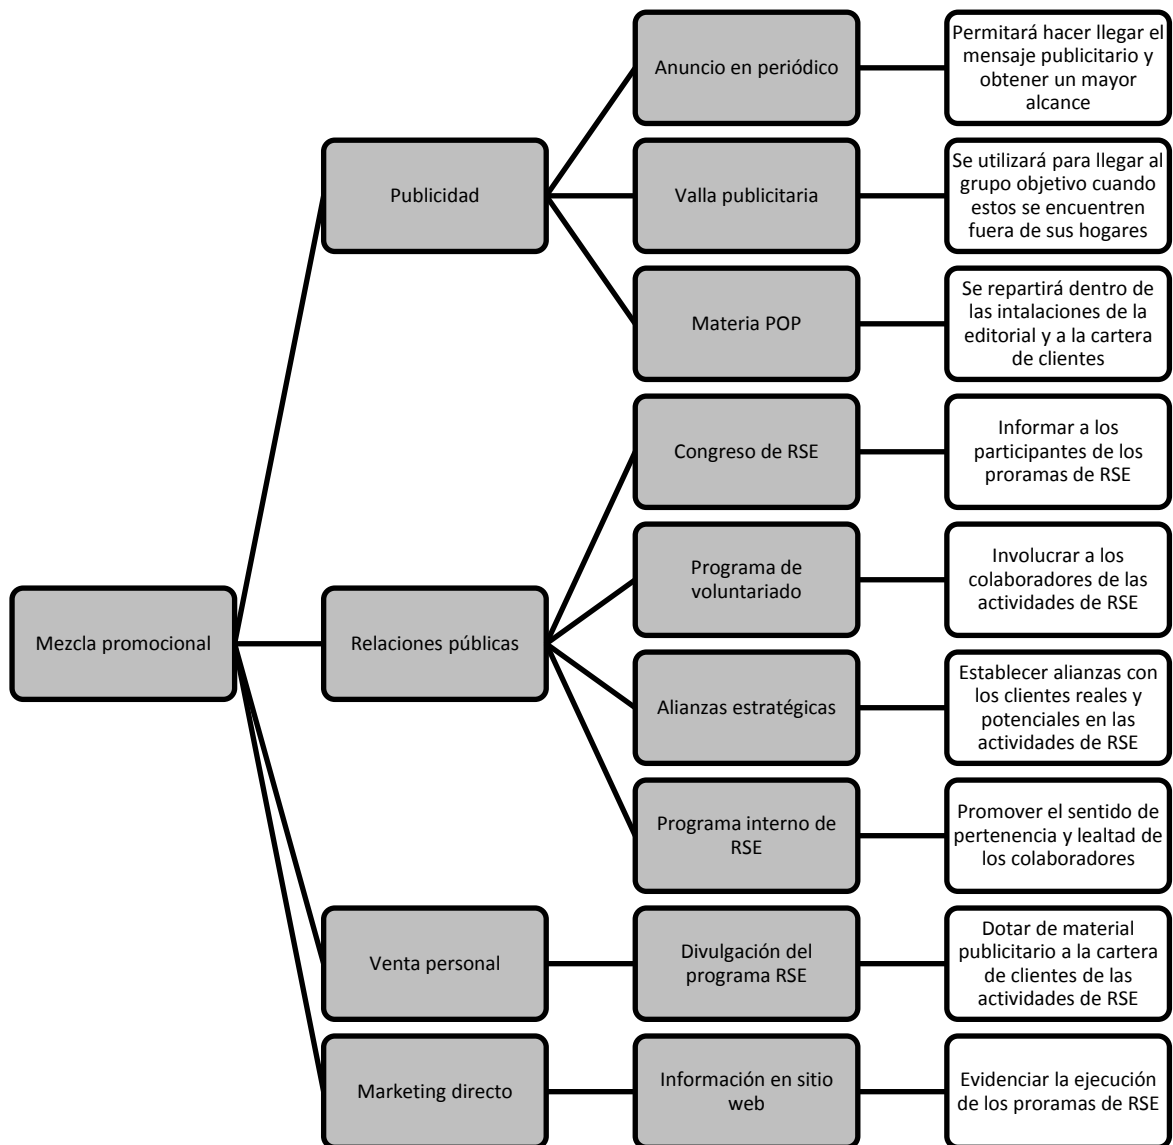 Mezcla promocional
Publicidad
Anuncio en periódico
Permitará hacer llegar el
mensaje publicitario y
obtener un mayor
alcance
Valla publicitaria
Se utilizará para llegar al
grupo objetivo cuando
estos se encuentren
fuera de sus hogares
Materia POP
Se repartirá dentro de
las intalaciones de la
editorial y a la cartera
de clientes
Relaciones públicas
Congreso de RSE
Informar a los
participantes de los
proramas de RSE
Programa de
voluntariado
Involucrar a los
colaboradores de las
actividades de RSE
Alianzas estratégicas
Establecer alianzas con
los clientes reales y
potenciales en las
actividades de RSE
Programa interno de
RSE
Promover el sentido de
pertenencia y lealtad de
los colaboradores
Venta personal
Divulgación del
programa RSE
Dotar de material
publicitario a la cartera
de clientes de las
actividades de RSE
Marketing directo
Información en sitio
web
Evidenciar la ejecución
de los proramas de RSE